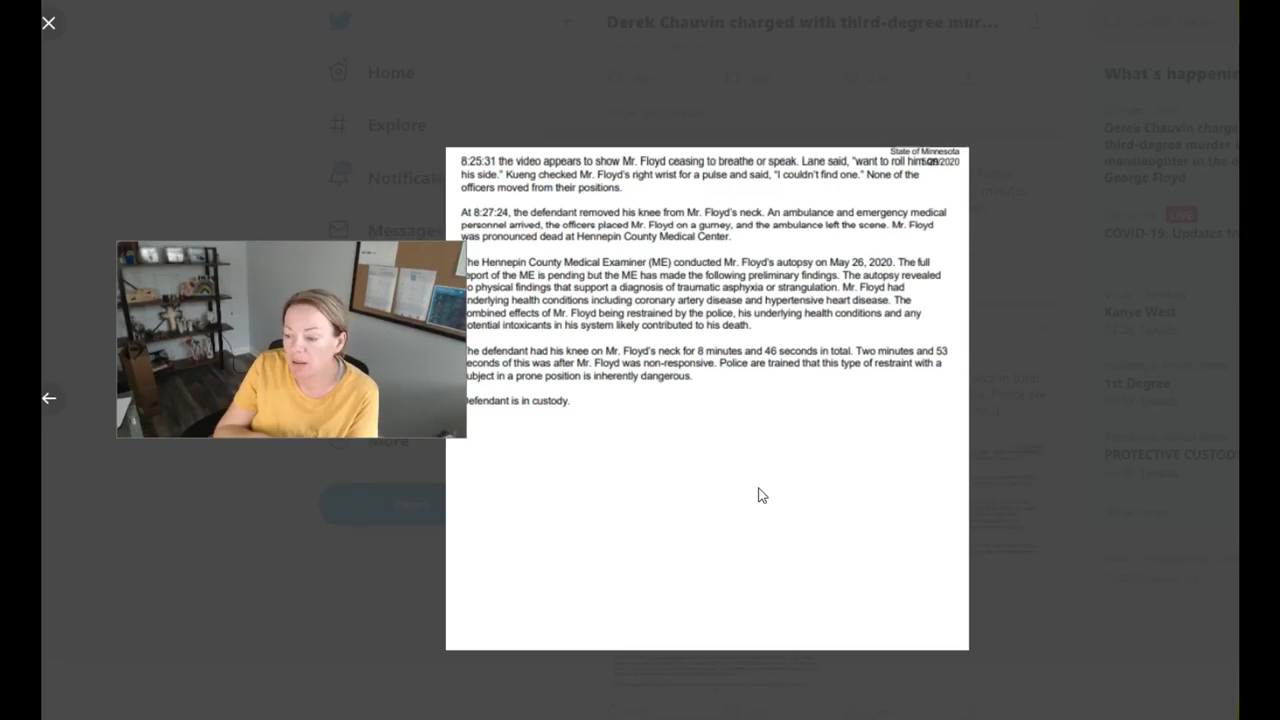 Derek Chauvin charged with third-degree mur...
Home
Explore
Notifica
Messages
More
What's happenin
Derek Chauvin charge
third-degree murder
manslaughter in the d
George Floyd
LIVE
COVID-19: Updates fo
Kanye West
1st Degree
PROTECTIVE CUSTOD
State of Minnesota
8:25:31 the video appears to show Mr. Floyd ceasing to breathe or speak. Lane said, "want to roll him on
his side." Kueng checked Mr. Floyd's right wrist for a pulse and said, "I couldn't find one." None of the
officers moved from their positions.
At 8:27:24, the defendant removed his knee from Mr. Floyd's neck. An ambulance and emergency medical
personnel arrived, the officers placed Mr. Floyd on a gurney, and the ambulance left the scene. Mr. Floyd
was pronounced dead at Hennepin County Medical Center.
he Hennepin County Medical Examiner (ME) conducted Mr. Floyd's autopsy on May 26, 2020. The full
eport of the ME is pending but the ME has made the following preliminary findings. The autopsy revealed
o physical findings that support a diagnosis of traumatic asphyxia or strangulation. Mr. Floyd had
nderlying health conditions including coronary artery disease and hypertensive heart disease. The
ombined effects of Mr. Floyd being restrained by the police, his underlying health conditions and any
otential intoxicants in his system likely contributed to his death.
he defendant had his knee on Mr. Floyd's neck for 8 minutes and 46 seconds in total. Two minutes and 53
econds of this was after Mr. Floyd was non-responsive. Police are trained that this type of restraint with a
ubject in a prone position is inherently dangerous.
efendant is in custody.